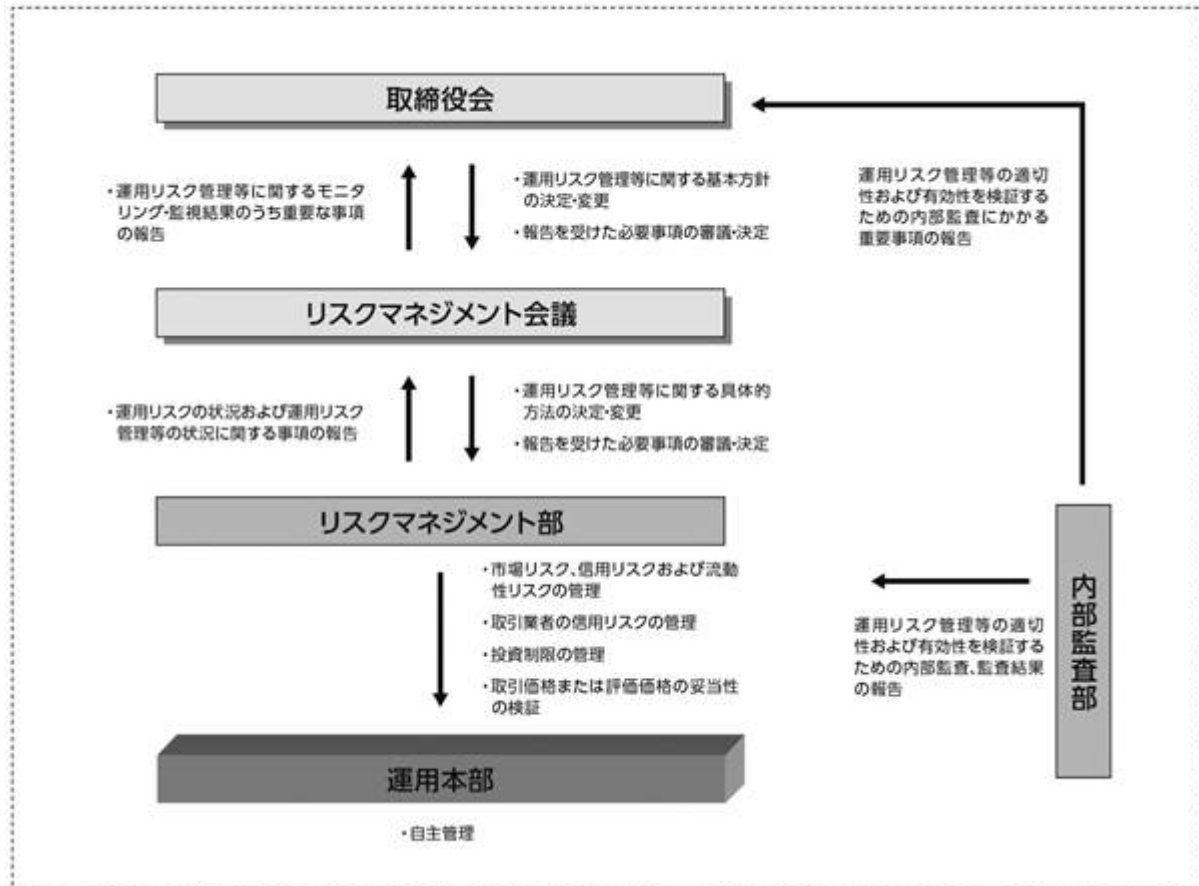 取締役会
・運用リスク管理等に関するモニタ
リング・監視結果のうち重要な事項
の報告
・運用リスク管理等に関する基本方針
の決定・変更
・報告を受けた必要事項の審議・決定
運用リスク管理等の適切
性および有効性を検証する
ための内部監査にかかる
重要事項の報告
リスクマネジメント会議
・運用リスクの状況および運用リスク
管理等の状況に関する事項の報告
・運用リスク管理等に関する具体的
方法の決定・変更
・報告を受けた必要事項の審議・決定
リスクマネジメント部
・市場リスク、信用リスクおよび流動
性リスクの管理
・取引業者の信用リスクの管理
・投資制限の管理
・取引価格または評価価格の妥当性
の検証
運用リスク管理等の適切
性および有効性を検証する
ための内部監査、監査結果
の報告
内部監査部
運用本部
・自主管理